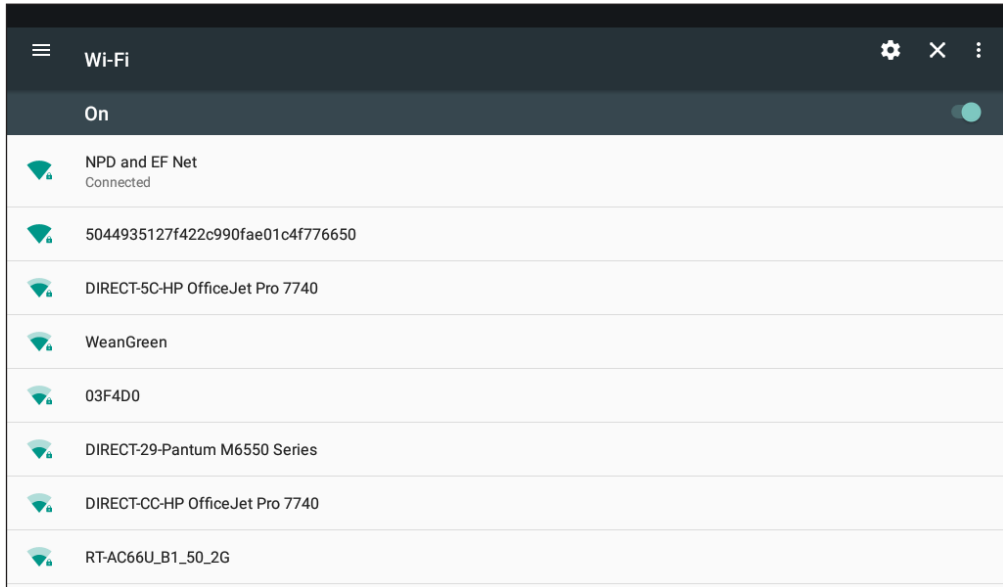 Wi-Fi
On
NPD and EF Net
Connected
5044935127f422c990fae01c4f776650
DIRECT-5C-HP OfficeJet Pro 7740
WeanGreen
03F4D0
DIRECT-29-Pantum M6550 Series
DIRECT-CC-HP OfficeJet Pro 7740
RT-AC66U_B1_50_2G